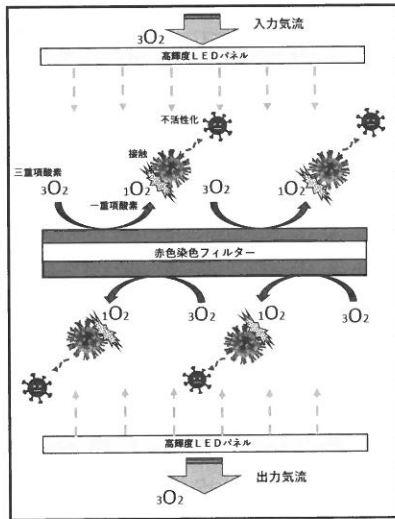 3O2
入力気流
高輝度LEDパネル
不活性化
接触
三重項酸素
3O2
1O2
3O2
1O2
一重項酸素
赤色染色フィルター
1O2
3O2
1O2
3O2
高輝度LEDパネル
3O2
出力気流